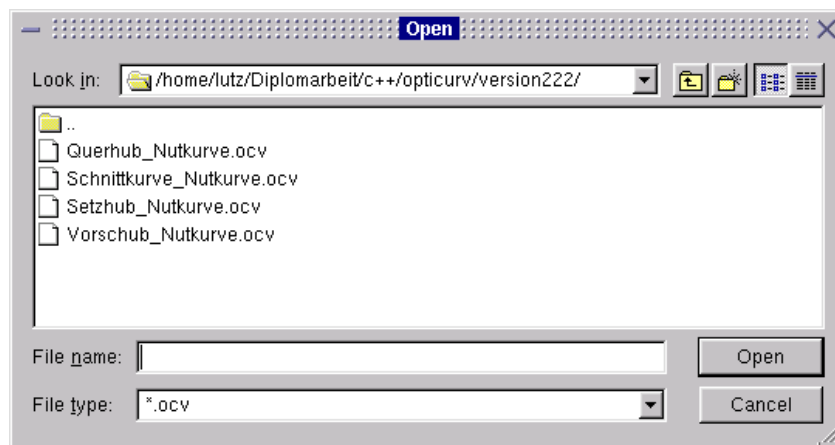 Open
Look in: /home/lutz/Diplomarbeit/c++/opticurv/version222/
..
Querhub_Nutkurve.ocv
Schnittkurve_Nutkurve.ocv
Setzhub_Nutkurve.ocv
Vorschub_Nutkurve.ocv
File name: Open
File type: *.ocv Cancel